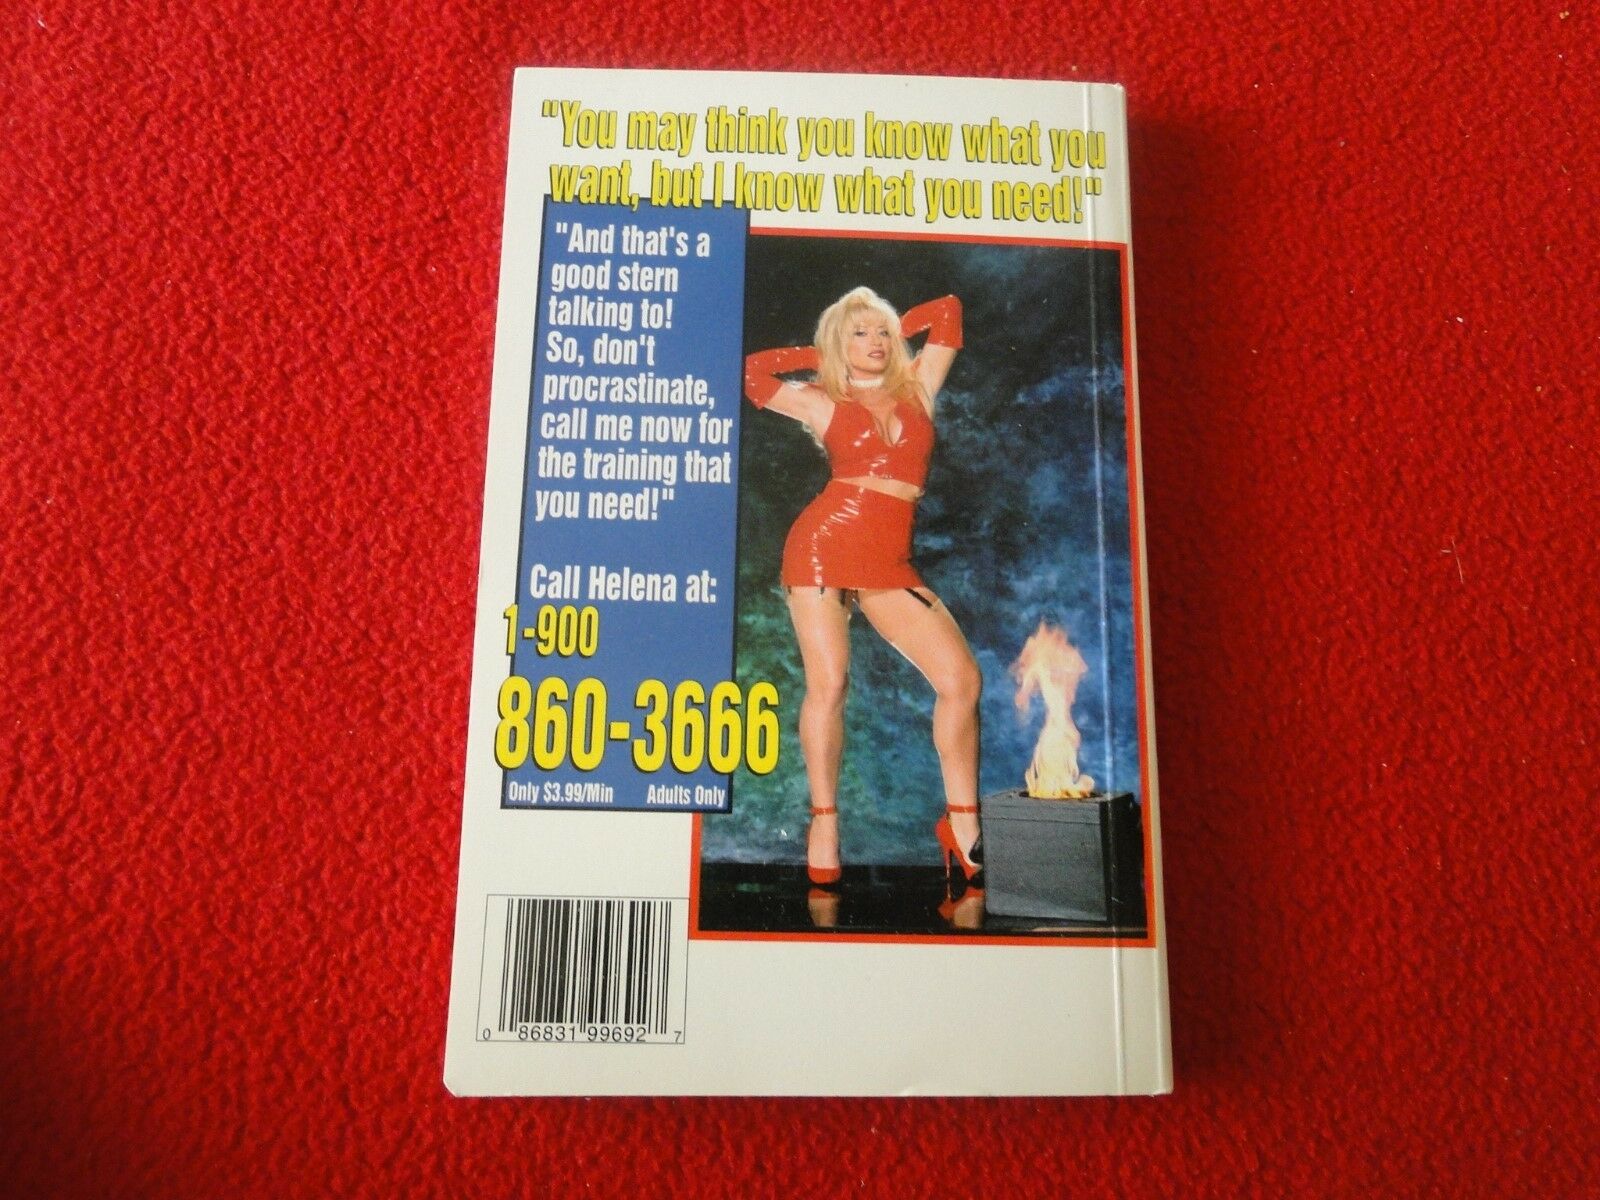 "You may think you know what you
want, but I know what you need!"
"And that's a
good stern
talking to!
So, don't
procrastinate,
call me now for
the training that
you need!"
Call Helena at:
1-900
860-3666
Only $3.99/Min Adults Only
0 86831 99692 7